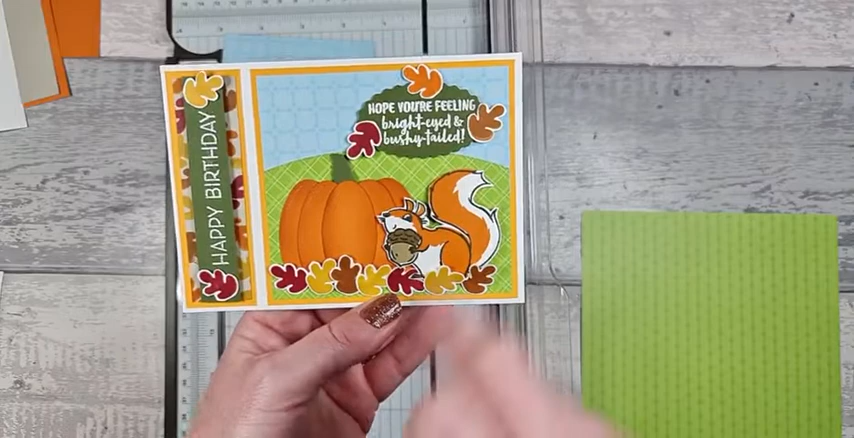 HAPPY BIRTHDAY
HOPE YOU'RE FEELING
bright-eyed &
bushy-tailed!